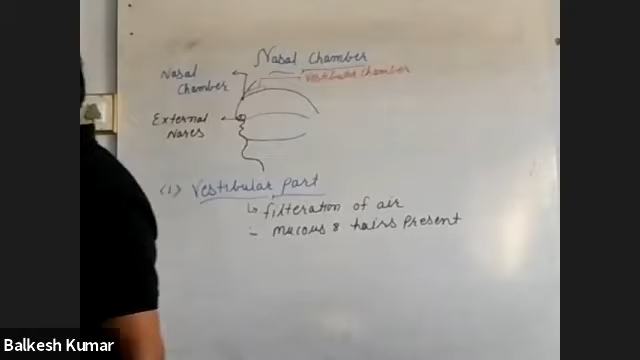 Nasal Chamber
Vestibular Chamber
Nasal
Chamber
External
Nares
(1) Vestibular part
↳ filteration of air
= mucous & hairs Present
Balkesh Kumar